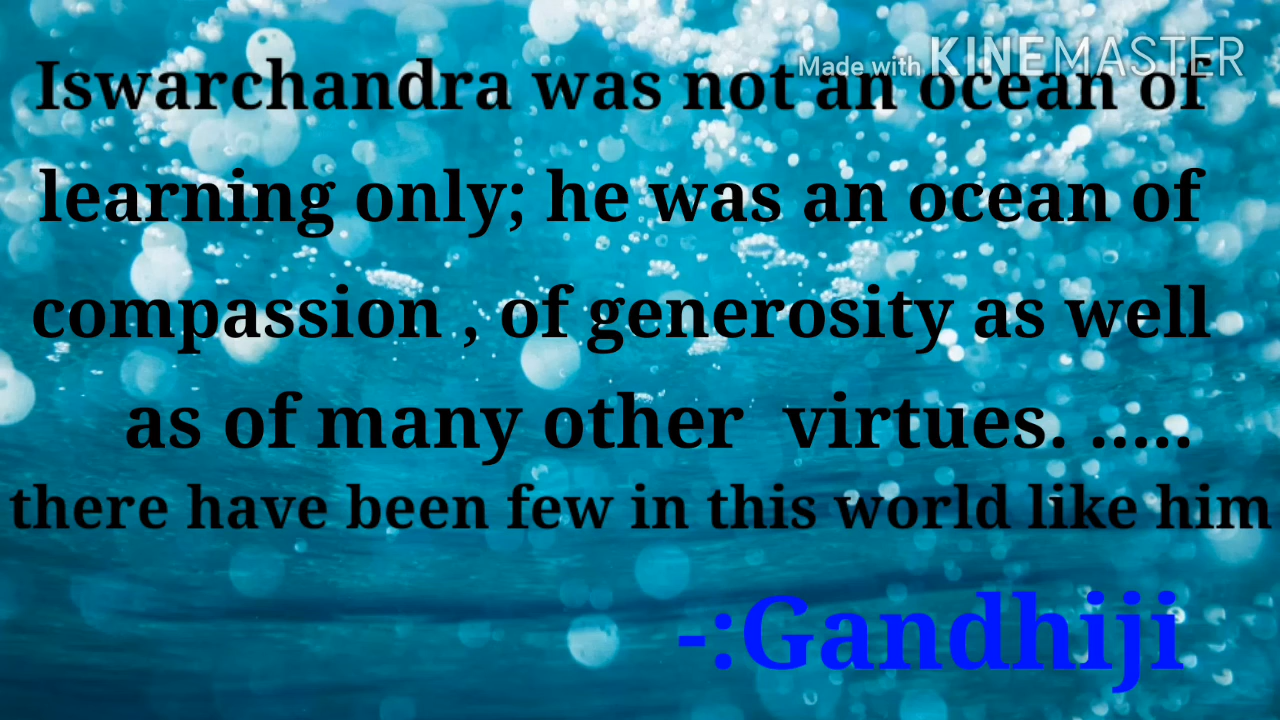 Made with KINEMASTER
Iswarchandra was not an ocean of
learning only; he was an ocean of
compassion , of generosity as well
as of many other virtues. .....
there have been few in this world like him
-:Gandhiji